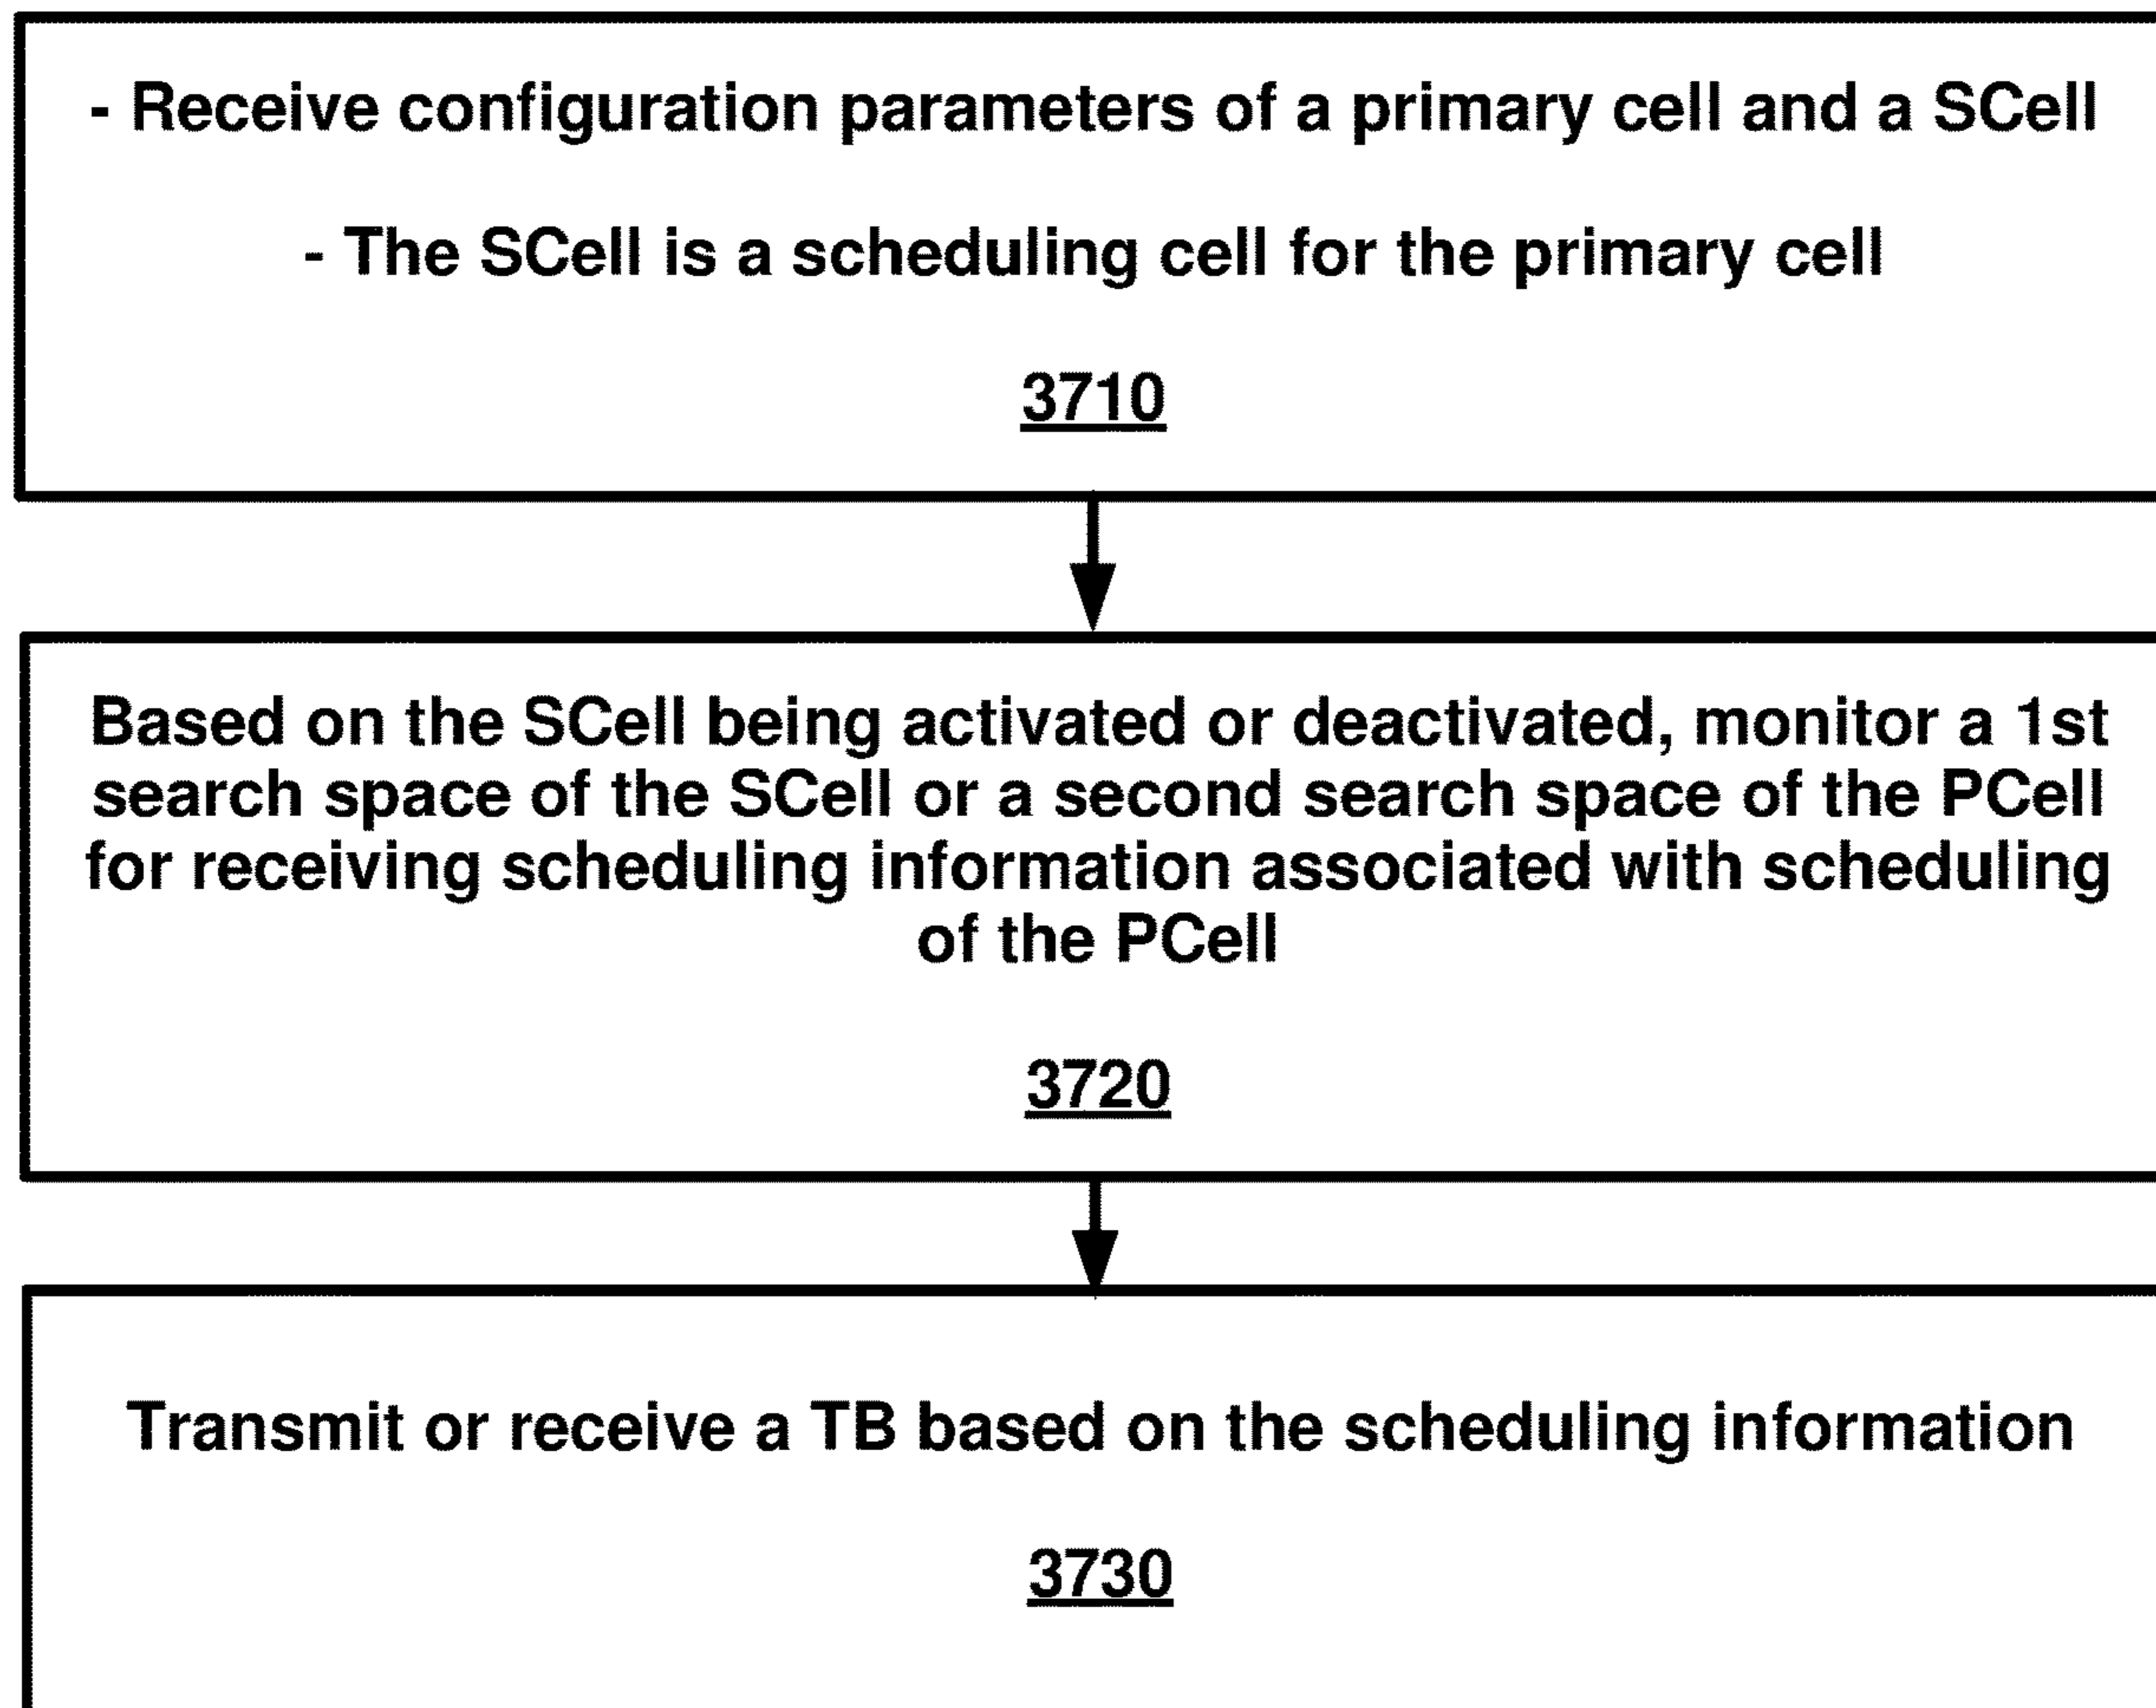 - Receive configuration parameters of a primary cell and a SCell
- The SCell is a scheduling cell for the primary cell
3710
Based on the SCell being activated or deactivated, monitor a 1st
search space of the SCell or a second search space of the PCell
for receiving scheduling information associated with scheduling
of the PCell
3720
Transmit or receive a TB based on the scheduling information
3730